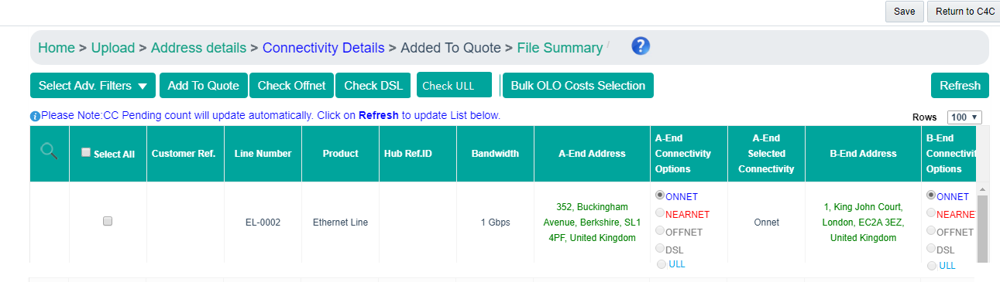 Save Return to C4C
Home > Upload > Address details > Connectivity Details > Added To Quote > File Summary / ?
Select Adv. Filters ▼ Add To Quote Check Offnet Check DSL Check ULL Bulk OLO Costs Selection Refresh
i Please Note:CC Pending count will update automatically. Click on Refresh to update List below.
Rows 100 ▼
Select All
Customer Ref.
Line Number
Product
Hub Ref.ID
Bandwidth
A-End Address
A-End
Connectivity
Options
A-End
Selected
Connectivity
B-End Address
B-End
Connectivit
Options
EL-0002
Ethernet Line
1 Gbps
352, Buckingham
Avenue, Berkshire, SL1
4PF, United Kingdom
ONNET
NEARNET
OFFNET
DSL
ULL
Onnet
1, King John Court,
London, EC2A 3EZ,
United Kingdom
ONNET
NEARNE
OFFNET
DSL
ULL